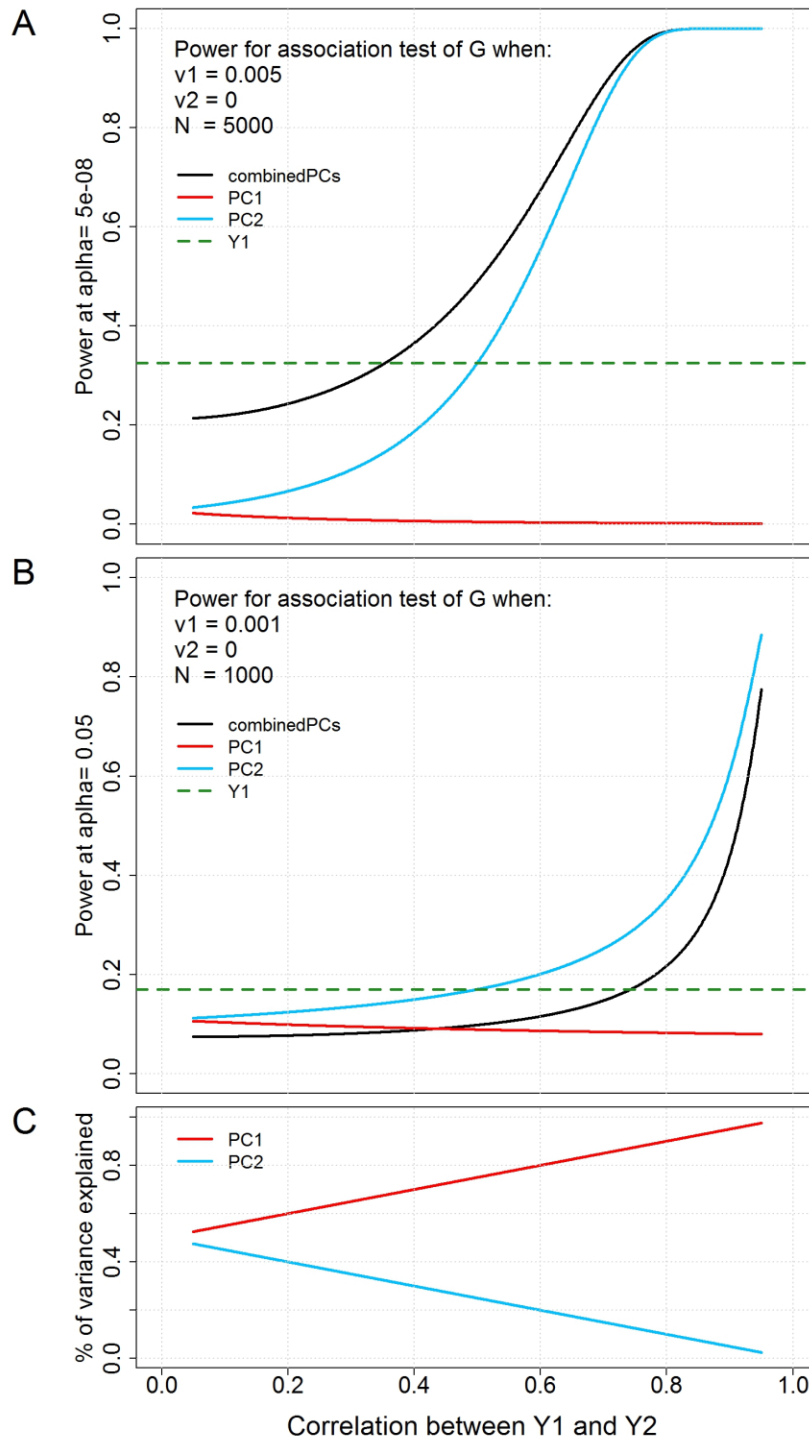 A
Power for association test of G when:
v1 = 0.005
v2 = 0
N = 5000
combinedPCs
PC1
PC2
Y1
Power at aplha= 5e-08
1.0
0.8
0.6
0.4
0.2
0.0
B
Power for association test of G when:
v1 = 0.001
v2 = 0
N = 1000
combinedPCs
PC1
PC2
Y1
Power at aplha= 0.05
1.0
0.8
0.6
0.4
0.2
0.0
C
PC1
PC2
% of variance explained
0.8
0.4
0.0
0.0 0.2 0.4 0.6 0.8 1.0
Correlation between Y1 and Y2